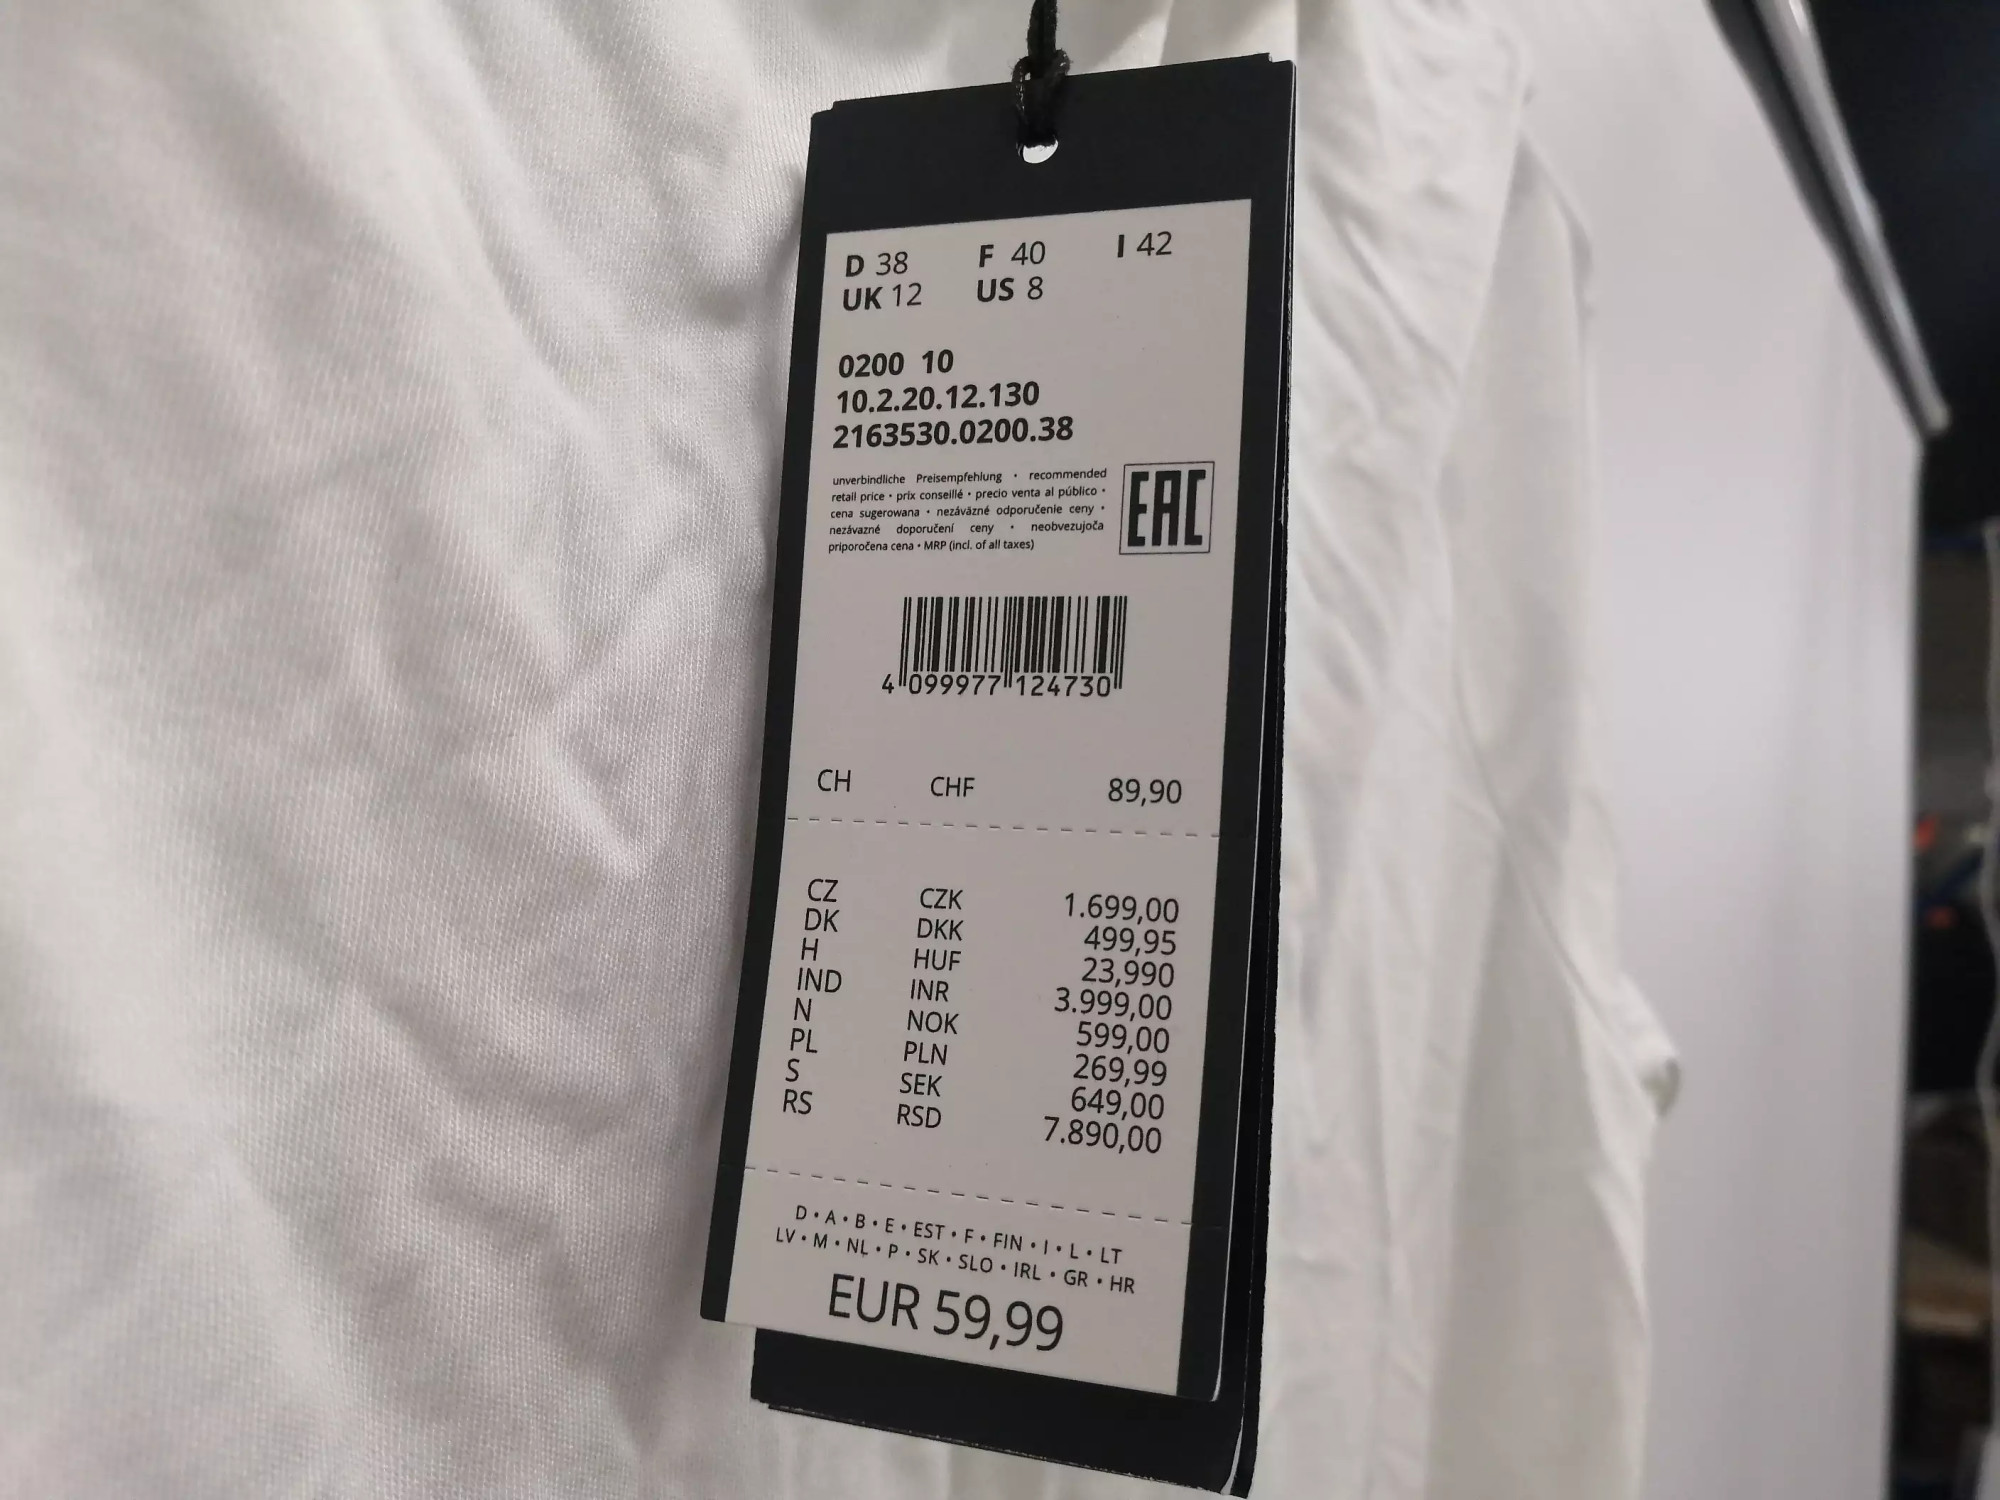 D 38 F 40 I 42
UK 12 US 8
0200 10
10.2.20.12.130
2163530.0200.38
unverbindliche Preisempfehlung • recommended
retail price • prix conseillé • precio venta al público •
cena sugerowana • nezáväzné odporučenie ceny •
nezávazné doporučení ceny • neobvezujoča
priporočena cena • MRP (incl. of all taxes)
EAC
4 099977 124730
CH CHF 89,90
CZ CZK 1.699,00
DK DKK 499,95
H HUF 23,990
IND INR 3.999,00
N NOK 599,00
PL PLN 269,99
S SEK 649,00
RS RSD 7.890,00
D • A • B • E • EST • F • FIN • I • L • LT
LV • M • NL • P • SK • SLO • IRL • GR • HR
EUR 59,99